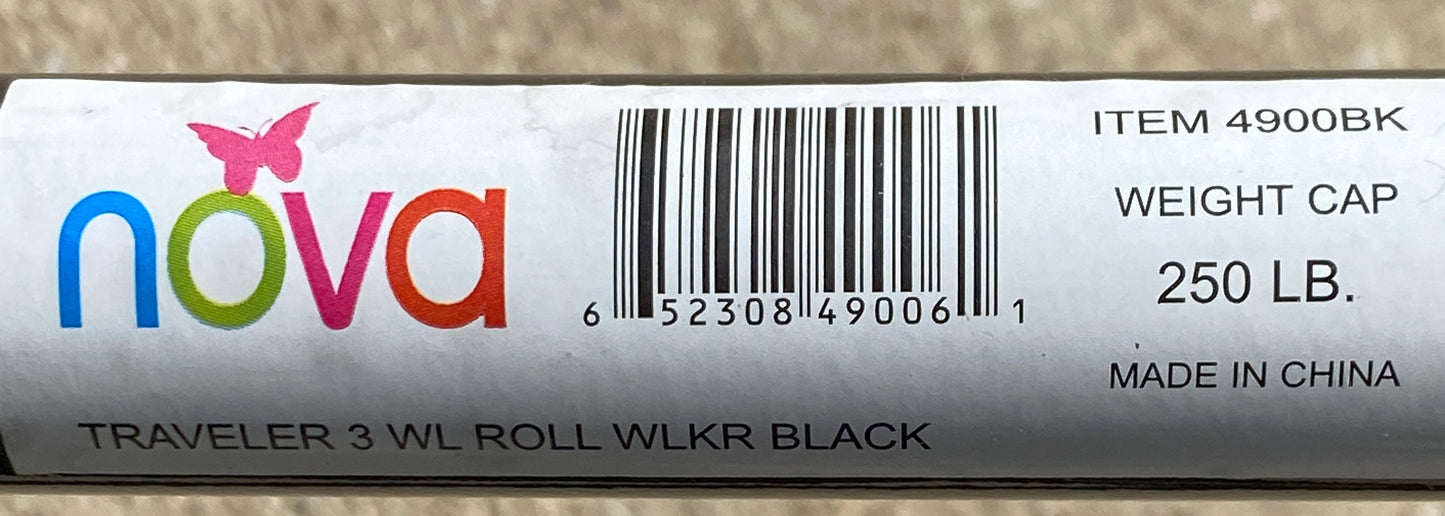 nova
6 52308 49006 1
ITEM 4900BK
WEIGHT CAP
250 LB.
MADE IN CHINA
TRAVELER 3 WL ROLL WLKR BLACK